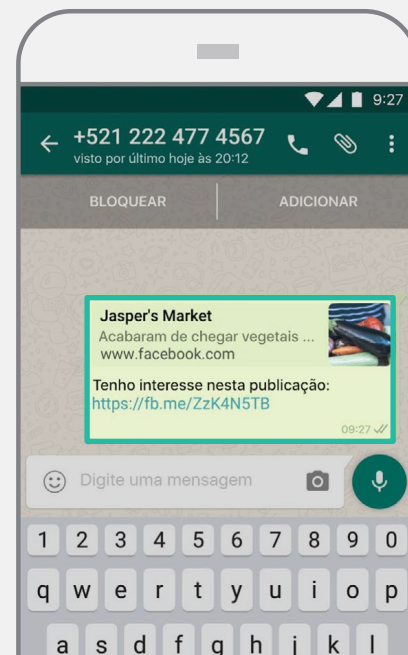 9:27
+521 222 477 4567
visto por último hoje às 20:12
BLOQUEAR ADICIONAR
Jasper's Market
Acabaram de chegar vegetais ...
www.facebook.com
Tenho interesse nesta publicação:
https://fb.me/ZzK4N5TB
09:27
Digite uma mensagem
1 2 3 4 5 6 7 8 9 0
q w e r t y u i o p
a s d f g h j k l